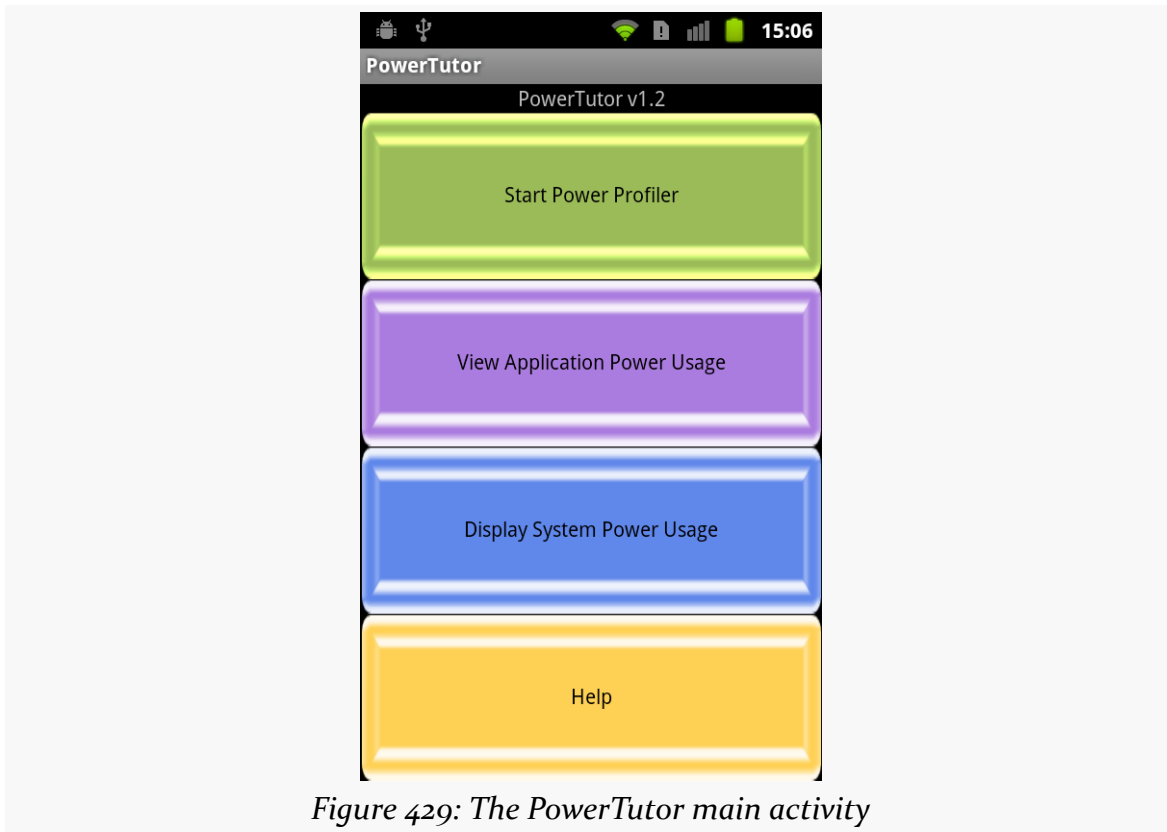 15:06
PowerTutor
PowerTutor v1.2
Start Power Profiler
View Application Power Usage
Display System Power Usage
Help
Figure 429: The PowerTutor main activity